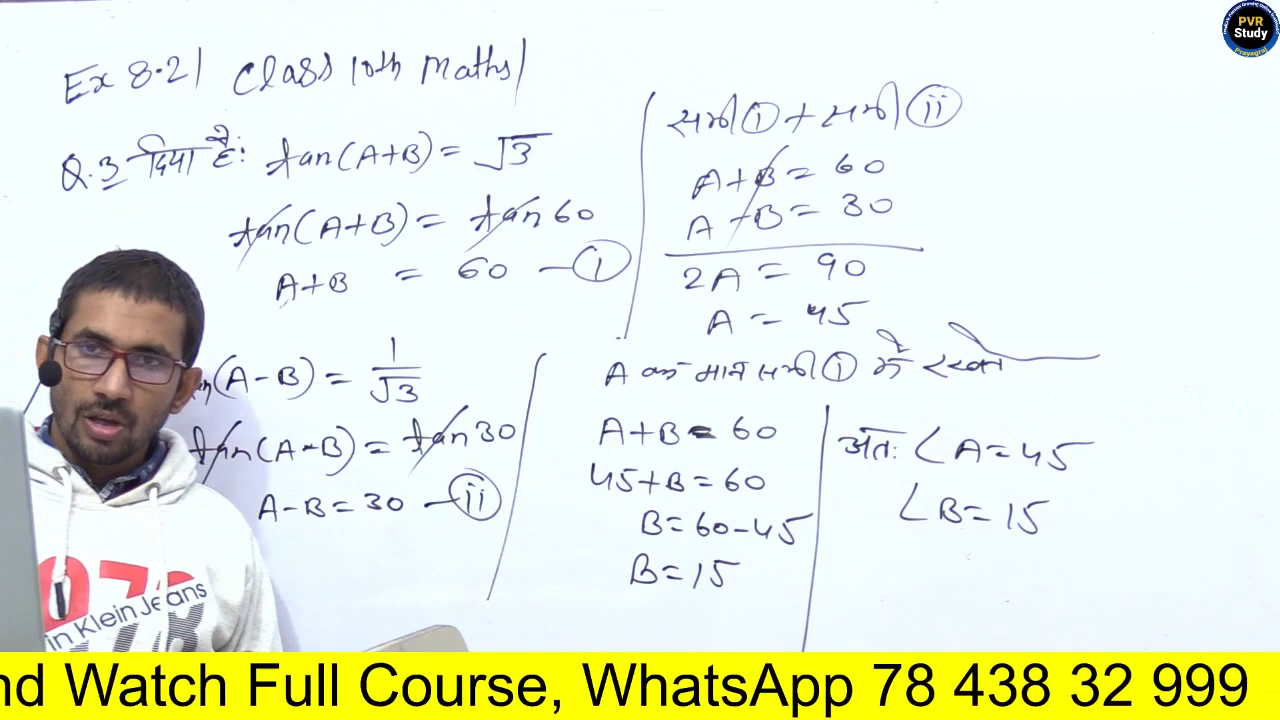 Ex 8.2| Class 10th Maths|
Q.3 दिया है: tan(A+B) = √3
tan(A+B) = tan 60
A+B = 60 — (i)
(A-B) = 1/√3
tan(A-B) = tan 30
A-B = 30 — (ii)
समी (i) + समी (ii)
A+B = 60
A-B = 30
2A = 90
A = 45
A का मान समी (i) में रखने
A+B = 60
45+B = 60
B = 60-45
B = 15
अतः ∠A = 45
∠B = 15
PVR
Study
Prayagraj
in Klein Jeans
nd Watch Full Course, WhatsApp 78 438 32 999